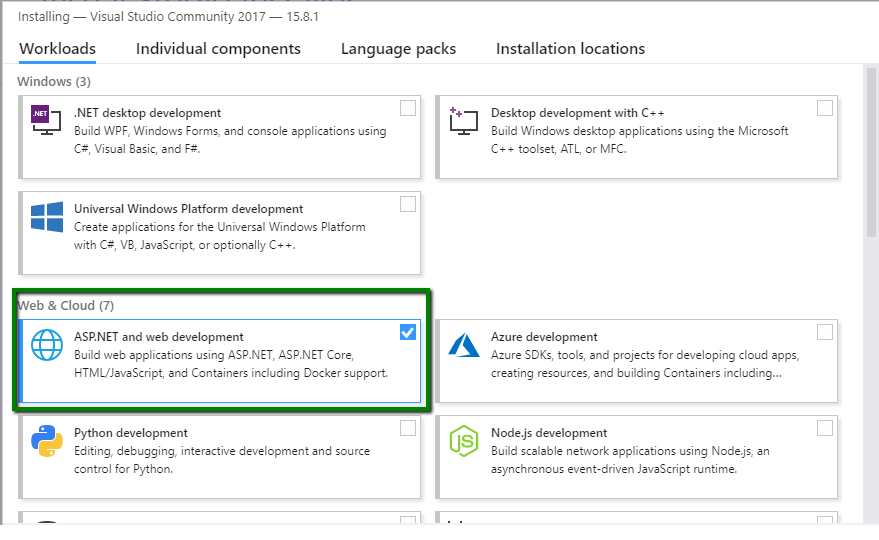 Installing — Visual Studio Community 2017 — 15.8.1
Workloads Individual components Language packs Installation locations
Windows (3)
.NET
.NET desktop development
Build WPF, Windows Forms, and console applications using
C#, Visual Basic, and F#.
Desktop development with C++
Build Windows desktop applications using the Microsoft
C++ toolset, ATL, or MFC.
Universal Windows Platform development
Create applications for the Universal Windows Platform
with C#, VB, JavaScript, or optionally C++.
Web & Cloud (7)
ASP.NET and web development
Build web applications using ASP.NET, ASP.NET Core,
HTML/JavaScript, and Containers including Docker support.
Azure development
Azure SDKs, tools, and projects for developing cloud apps,
creating resources, and building Containers including...
Python development
Editing, debugging, interactive development and source
control for Python.
JS
Node.js development
Build scalable network applications using Node.js, an
asynchronous event-driven JavaScript runtime.